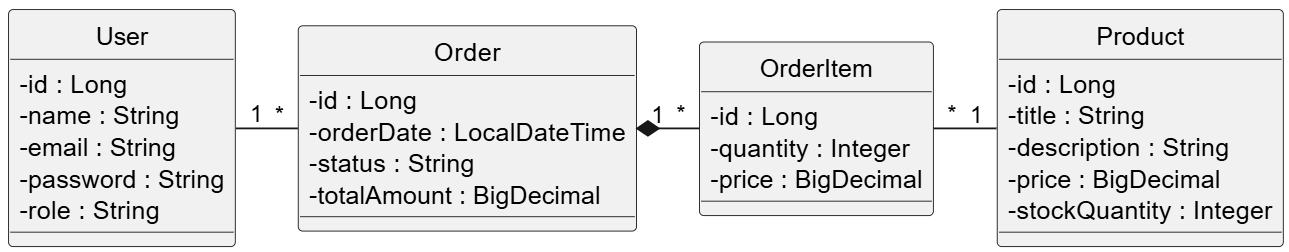 User
-id : Long
-name : String
-email : String
-password : String
-role : String
1 *
Order
-id : Long
-orderDate : LocalDateTime
-status : String
-totalAmount : BigDecimal
1 *
OrderItem
-id : Long
-quantity : Integer
-price : BigDecimal
* 1
Product
-id : Long
-title : String
-description : String
-price : BigDecimal
-stockQuantity : Integer